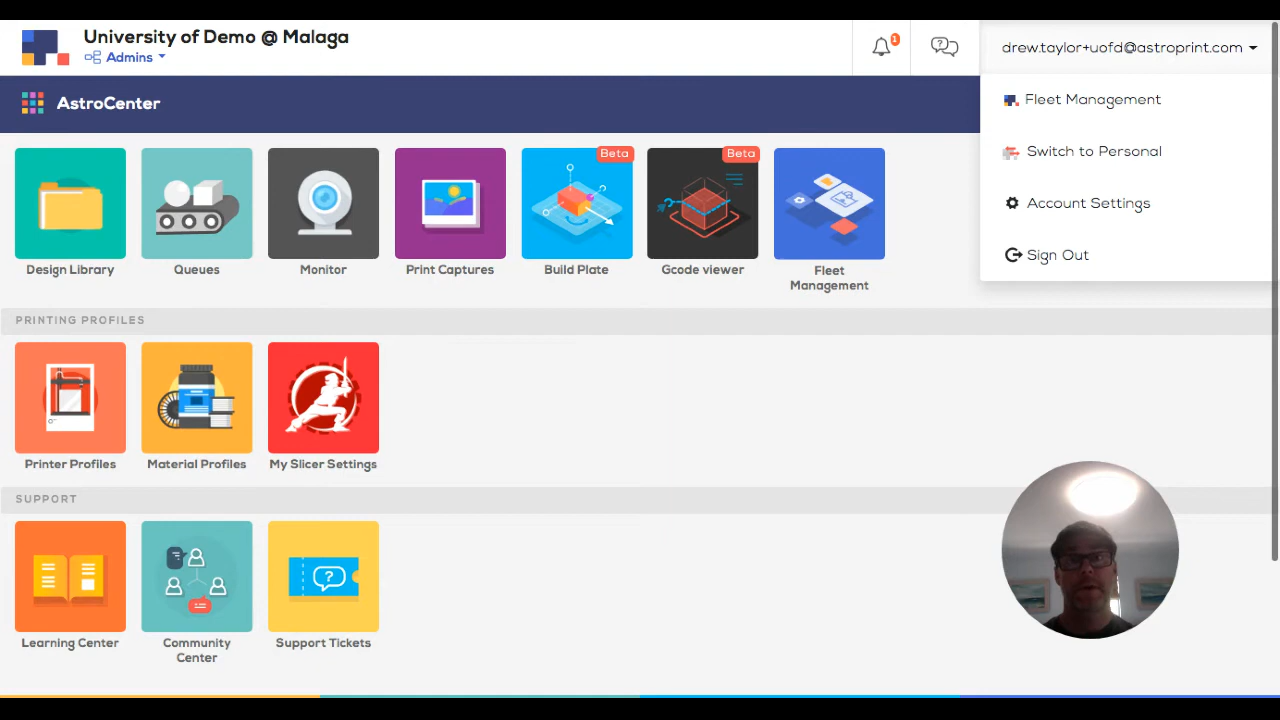 University of Demo @ Malaga
Admins
1
drew.taylor+uofd@astroprint.com
AstroCenter
Fleet Management
Switch to Personal
Account Settings
Sign Out
Beta
Beta
Design Library
Queues
Monitor
Print Captures
Build Plate
Gcode viewer
Fleet
Management
PRINTING PROFILES
Printer Profiles
Material Profiles
My Slicer Settings
SUPPORT
Learning Center
Community
Center
Support Tickets